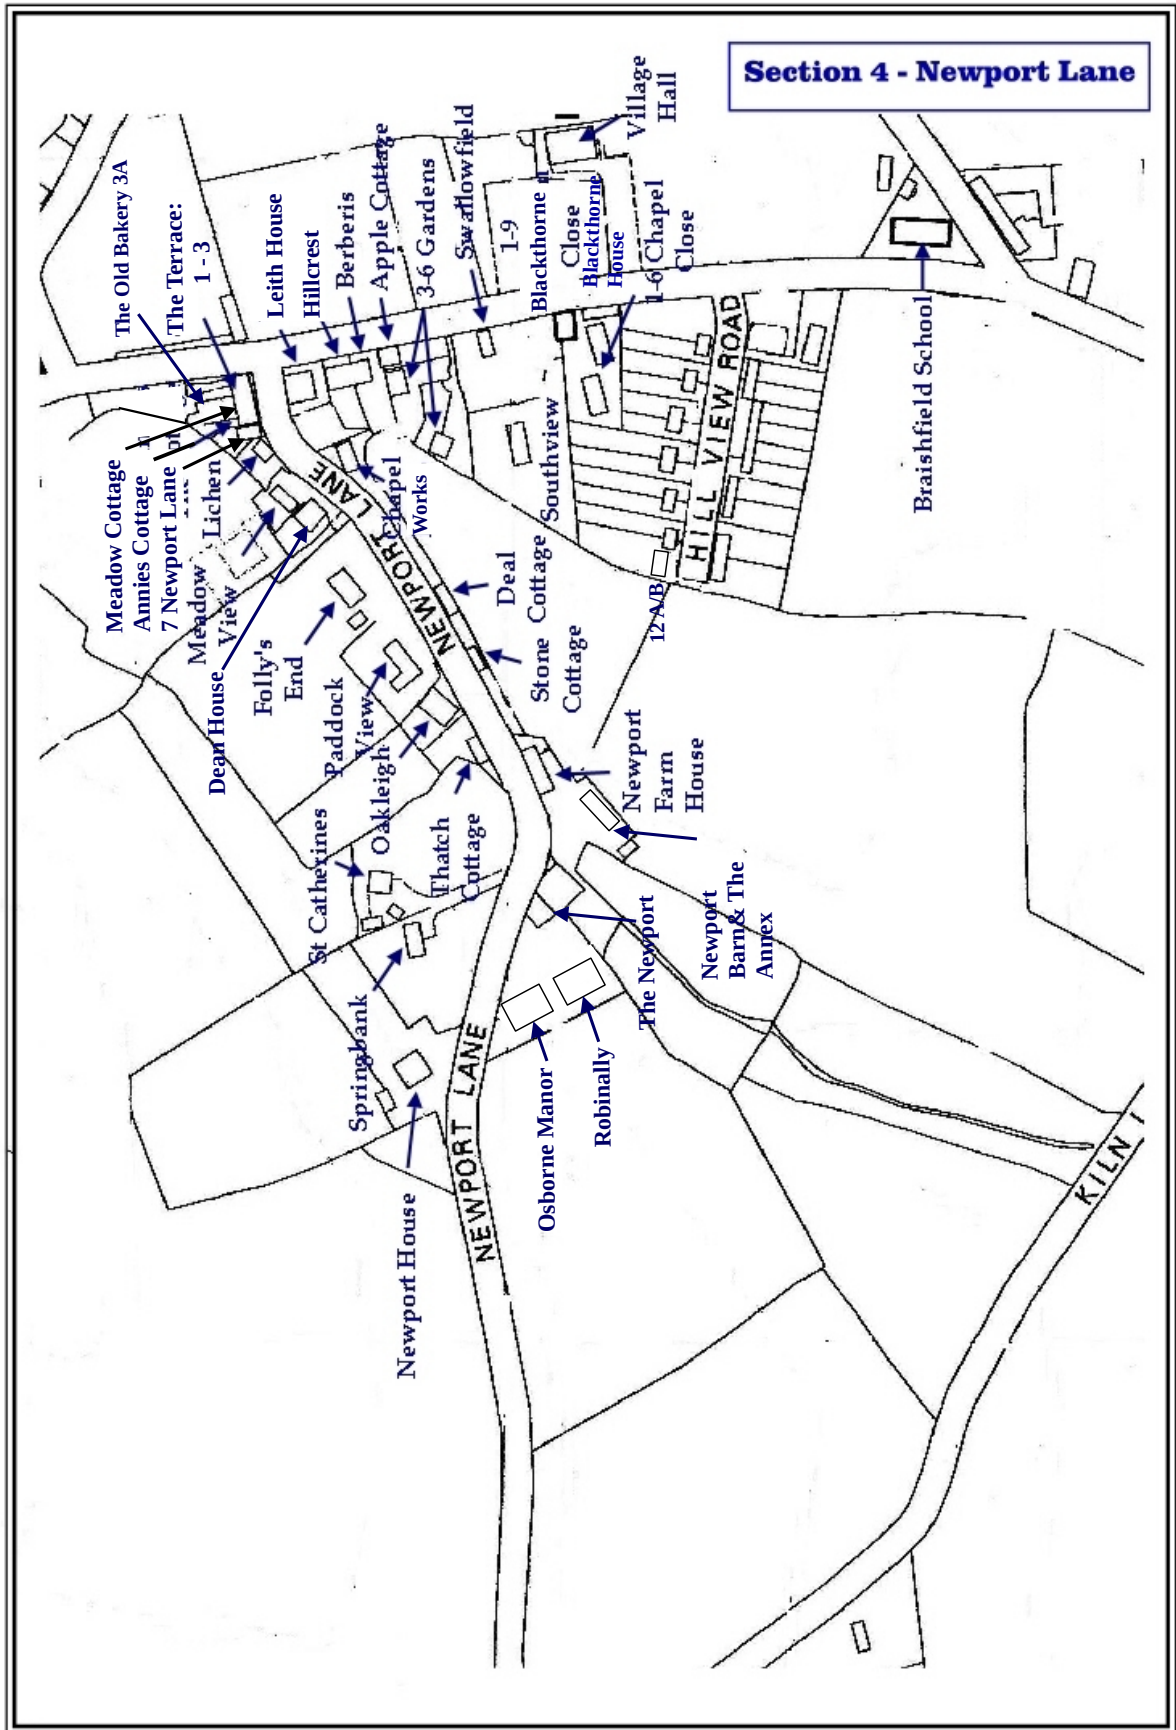 Section 4 - Newport Lane
The Old Bakery 3A
The Terrace:
1 - 3
Leith House
Hillcrest
Berberis
Apple Cottage
3-6 Gardens
Swallowfield
1-9
Blackthorn
Close
Blackthorne
House
Village
Hall
1-6 Chapel
Close
Braishfield School
HILL VIEW ROAD
Southview
12 A/B
Meadow Cottage
Annies Cottage
7 Newport Lane
Lichen
Meadow
View
Dean House
Folly's
End
Paddock
View
Oakleigh
Thatch
Cottage
St Catherines
Springbank
Newport House
Chapel
Works
NEWPORT LANE
Deal
Cottage
Stone
Cottage
Newport
Farm
House
Newport
Barn& The
Annex
The Newport
Robinally
Osborne Manor
NEWPORT LANE
KILN